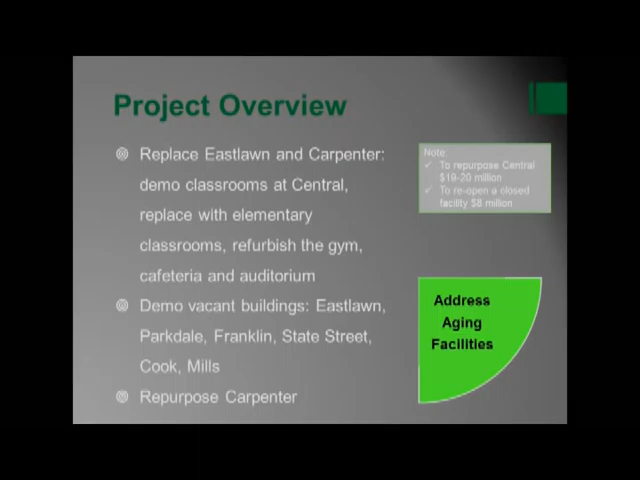 Project Overview
Replace Eastlawn and Carpenter:
demo classrooms at Central,
replace with elementary
classrooms, refurbish the gym,
cafeteria and auditorium
Demo vacant buildings: Eastlawn,
Parkdale, Franklin, State Street,
Cook, Mills
Repurpose Carpenter
Note:
✓ To repurpose Central
$19-20 million
✓ To re-open a closed
facility $8 million
Address
Aging
Facilities